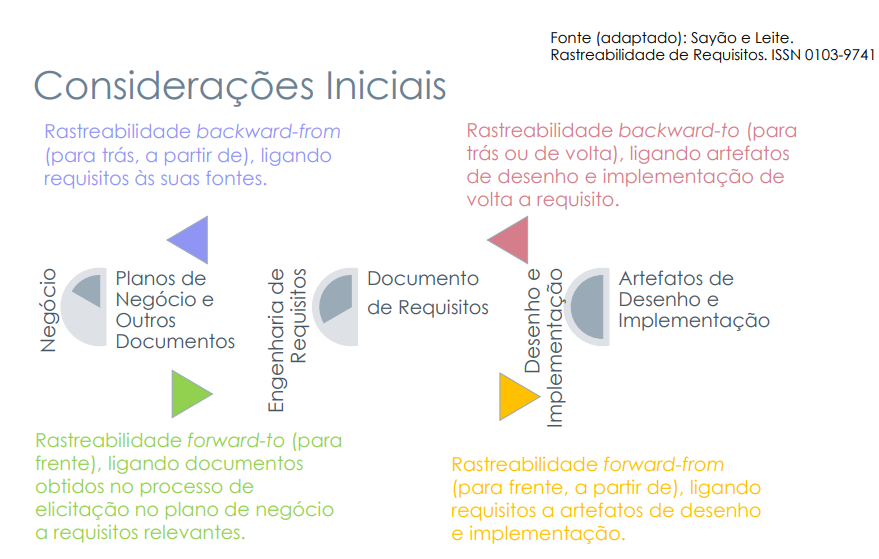 Fonte (adaptado): Sayão e Leite.
Rastreabilidade de Requisitos. ISSN 0103-9741
Considerações Iniciais
Rastreabilidade backward-from
(para trás, a partir de), ligando
requisitos às suas fontes.
Rastreabilidade backward-to (para
trás ou de volta), ligando artefatos
de desenho e implementação de
volta a requisito.
Negócio
Planos de
Negócio e
Outros
Documentos
Engenharia de
Requisitos
Documento
de Requisitos
Desenho e
Implementação
Artefatos de
Desenho e
Implementação
Rastreabilidade forward-to (para
frente), ligando documentos
obtidos no processo de
elicitação no plano de negócio
a requisitos relevantes.
Rastreabilidade forward-from
(para frente, a partir de), ligando
requisitos a artefatos de desenho
e implementação.